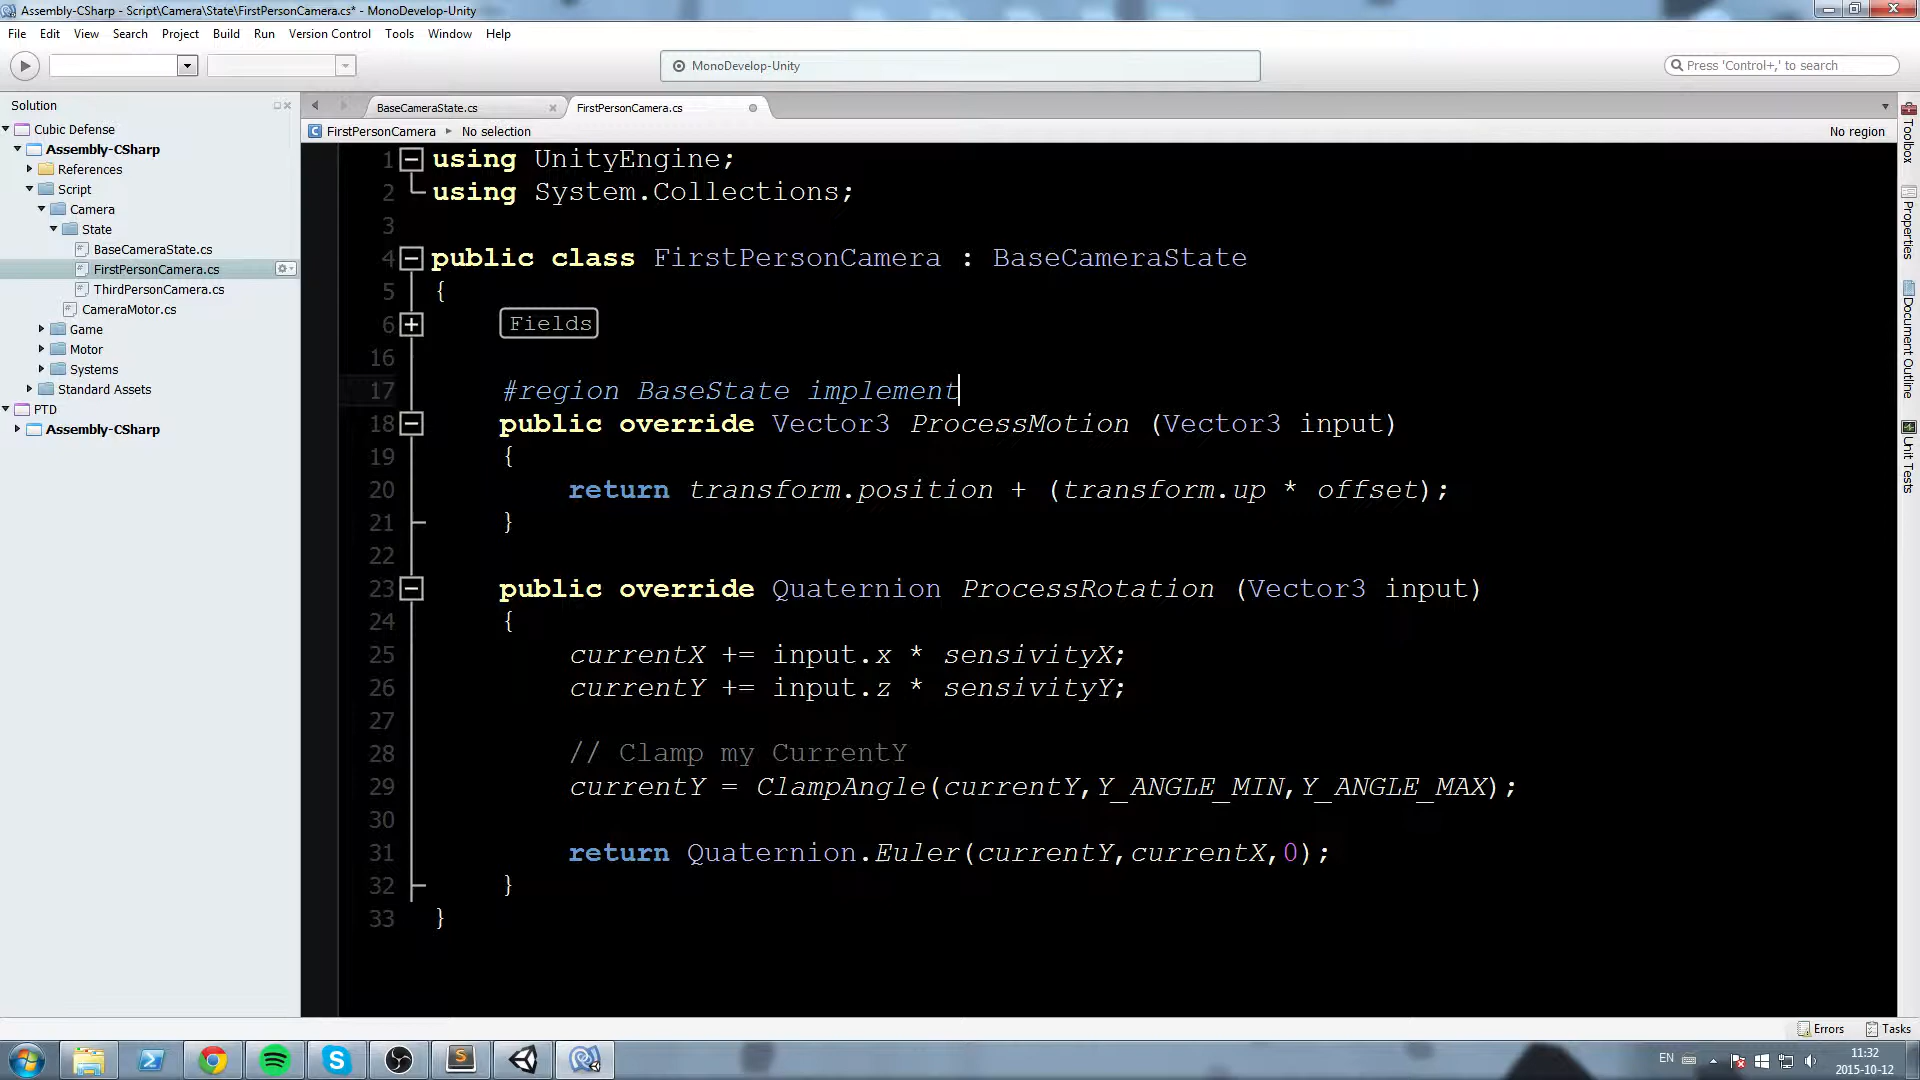 Assembly-CSharp - Script\Camera\State\FirstPersonCamera.cs* - MonoDevelop-Unity
File Edit View Search Project Build Run Version Control Tools Window Help
MonoDevelop-Unity
Press 'Control+,' to search
Solution
Cubic Defense
Assembly-CSharp
References
Script
Camera
State
BaseCameraState.cs
FirstPersonCamera.cs
ThirdPersonCamera.cs
CameraMotor.cs
Game
Motor
Systems
Standard Assets
PTD
Assembly-CSharp
BaseCameraState.cs FirstPersonCamera.cs
FirstPersonCamera No selection No region
1 using UnityEngine;
2 using System.Collections;
3
4 public class FirstPersonCamera : BaseCameraState
5 {
6 Fields
16
17 #region BaseState implement
18 public override Vector3 ProcessMotion (Vector3 input)
19 {
20 return transform.position + (transform.up * offset);
21 }
22
23 public override Quaternion ProcessRotation (Vector3 input)
24 {
25 currentX += input.x * sensivityX;
26 currentY += input.z * sensivityY;
27
28 // Clamp my CurrentY
29 currentY = ClampAngle(currentY,Y_ANGLE_MIN,Y_ANGLE_MAX);
30
31 return Quaternion.Euler(currentY,currentX,0);
32 }
33 }
Toolbox
Properties
Document Outline
Unit Tests
Errors Tasks
EN
11:32
2015-10-12